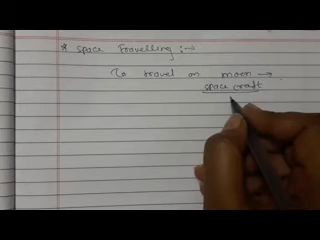 * Space Travelling :→
To travel on moon →
space craft